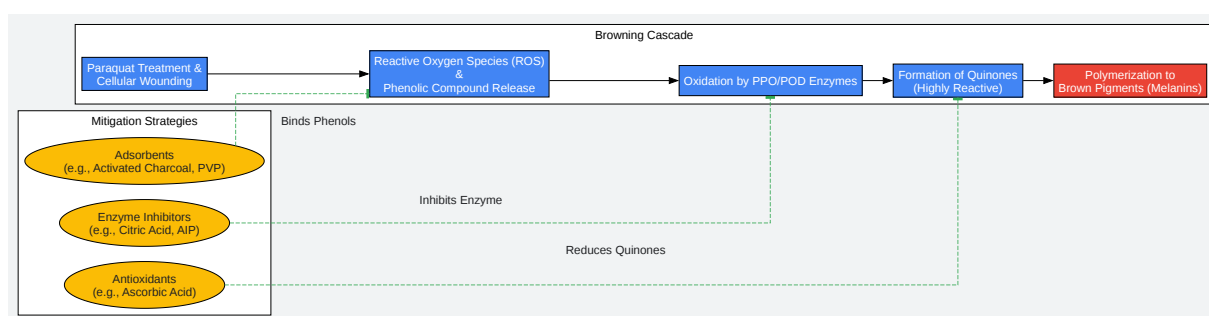 Browning Cascade
Paraquat Treatment &
Cellular Wounding
Reactive Oxygen Species (ROS)
&
Phenolic Compound Release
Oxidation by PPO/POD Enzymes
Formation of Quinones
(Highly Reactive)
Polymerization to
Brown Pigments (Melanins)
Mitigation Strategies
Binds Phenols
Adsorbents
(e.g., Activated Charcoal, PVP)
Inhibits Enzyme
Enzyme Inhibitors
(e.g., Citric Acid, AIP)
Reduces Quinones
Antioxidants
(e.g., Ascorbic Acid)